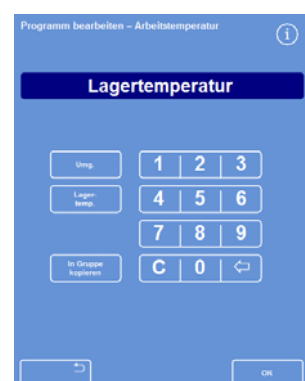 Programm bearbeiten – Arbeitstemperatur
i
Lagertemperatur
Umg.
1 2 3
Lager-
temp.
4 5 6
7 8 9
In Gruppe
kopieren
C 0
OK